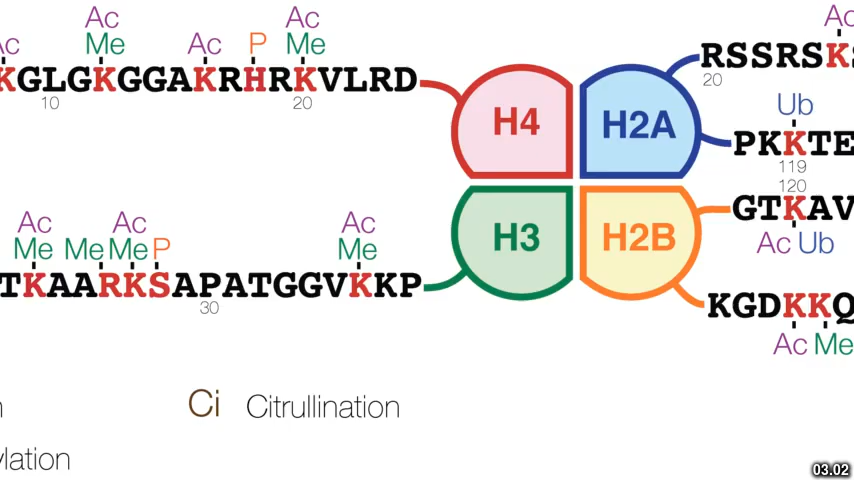 Ac Ac
Ac Me Ac P Me
KGLGKGGAKRHRKVLRD
10 20
H4 H2A
RSSRSK
20
Ub
PKKTE
119
120
GTKAV
Ac Ub
Ac Ac Ac
Me Me Me P Me
TKAARKSAPATGGVKKP
30
H3 H2B
KGDKKQ
Ac Me
Ci Citrullination
ylation
03.02